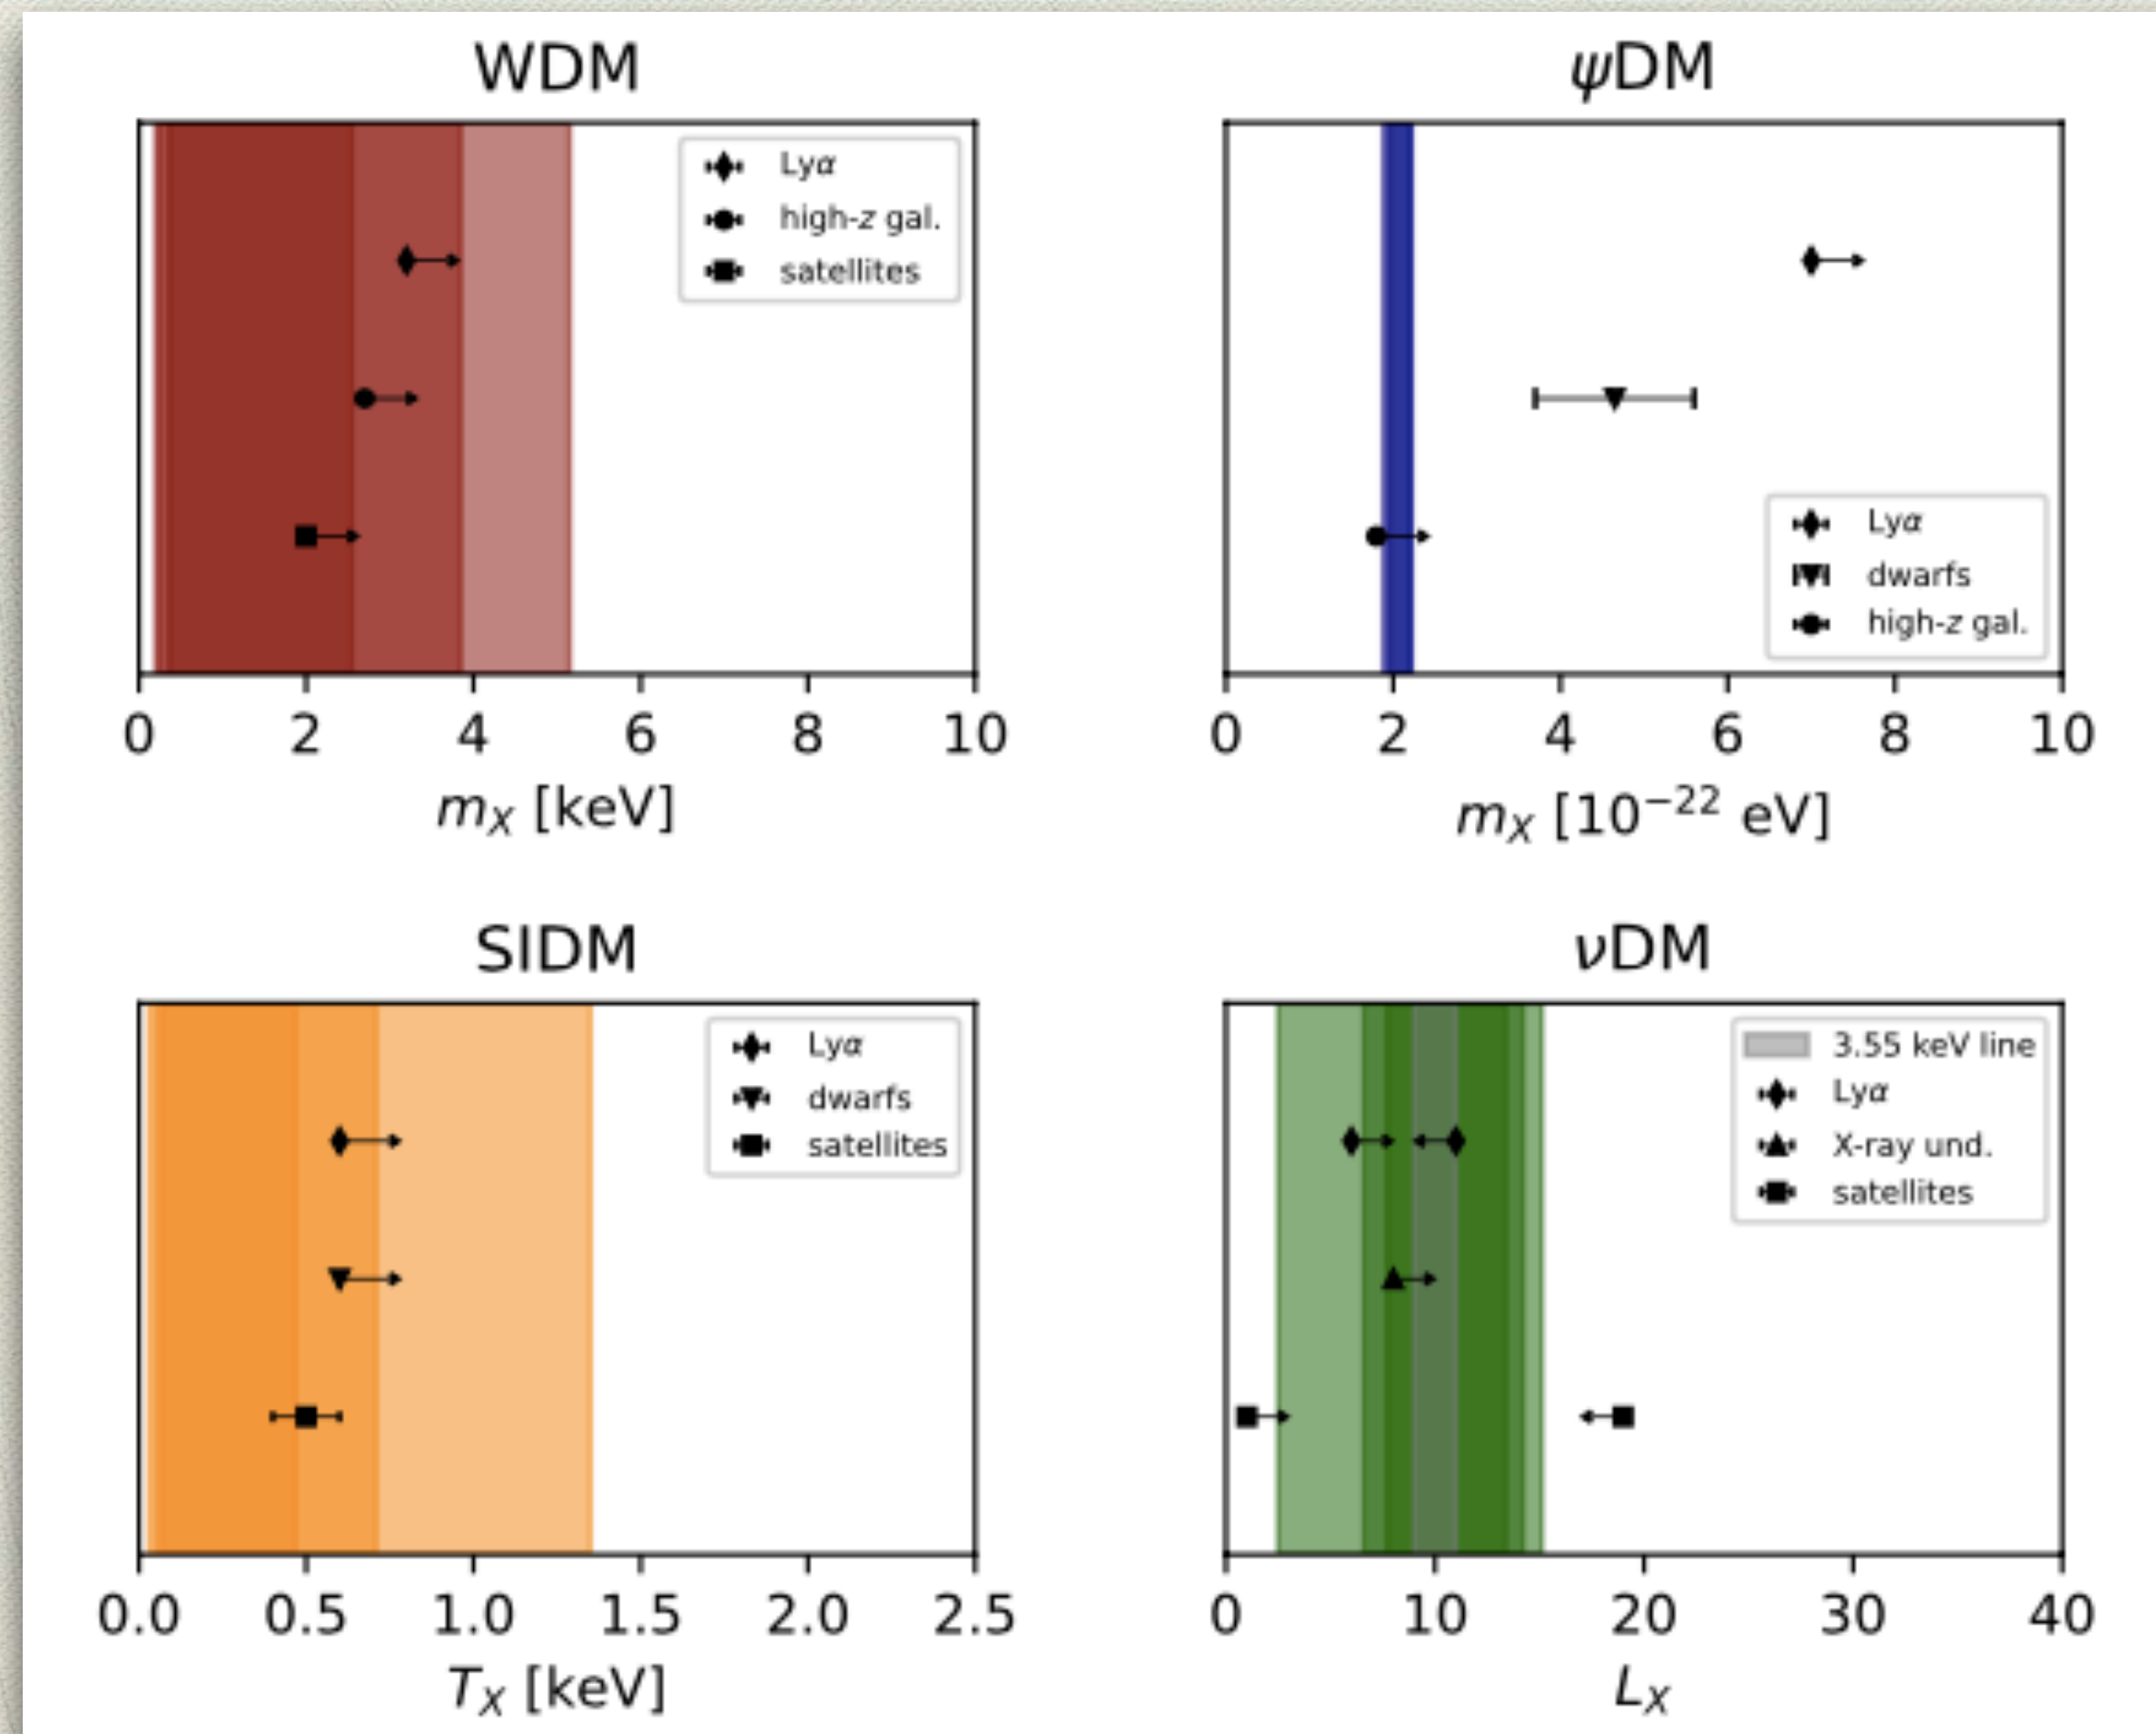 WDM
Lyα
high-z gal.
satellites
0 2 4 6 8 10
m_X [keV]
ψDM
Lyα
dwarfs
high-z gal.
0 2 4 6 8 10
m_X [10⁻²² eV]
SIDM
Lyα
dwarfs
satellites
0.0 0.5 1.0 1.5 2.0 2.5
T_X [keV]
νDM
3.55 keV line
Lyα
X-ray und.
satellites
0 10 20 30 40
L_X